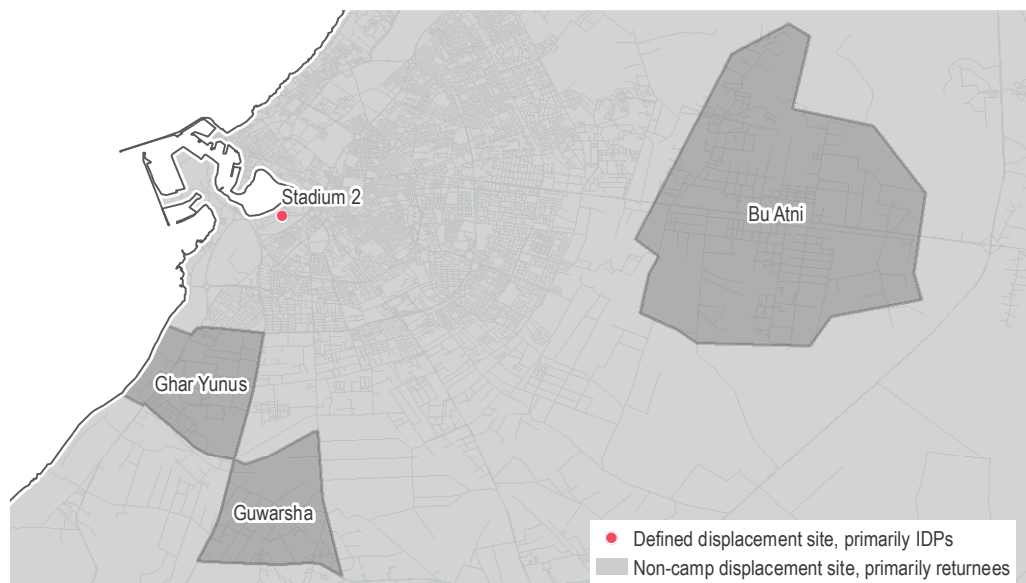 Stadium 2
Bu Atni
Ghar Yunus
Guwarsha
Defined displacement site, primarily IDPs
Non-camp displacement site, primarily returnees